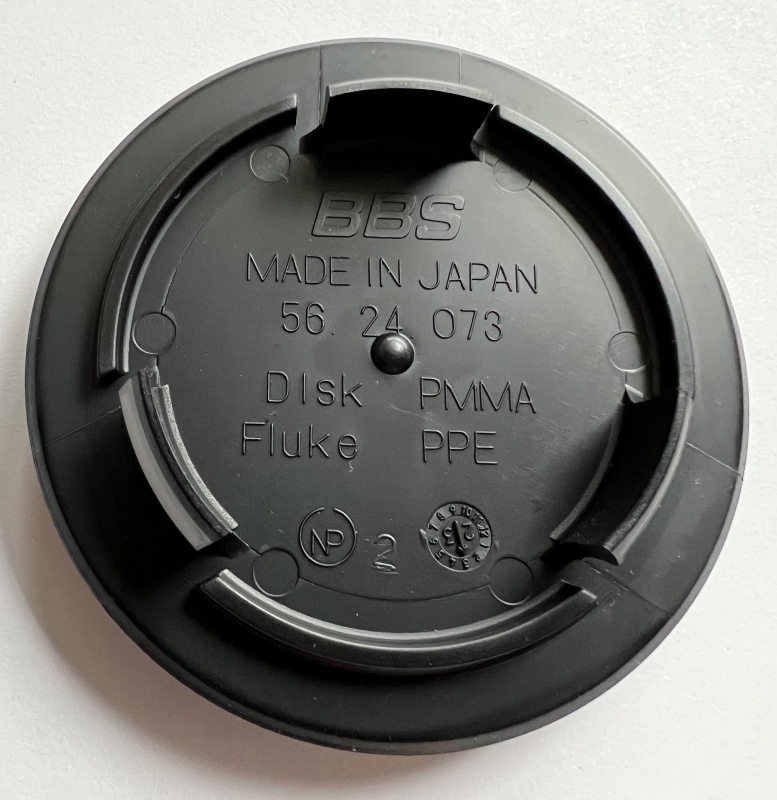 BBS
MADE IN JAPAN
56. 24 073
DIsk PMMA
Fluke PPE
NP 2